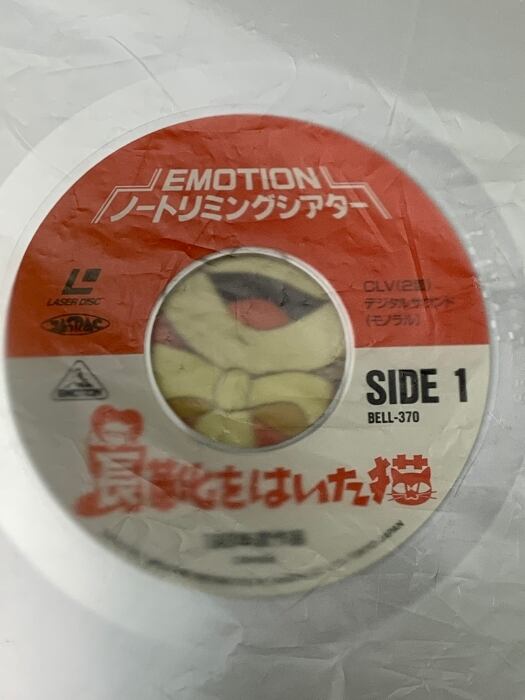 EMOTION
ノートリミングシアター
LASER DISC
CLV(2面)
デジタルサウンド
(モノラル)
EMOTION
SIDE 1
BELL-370
長靴をはいた猫